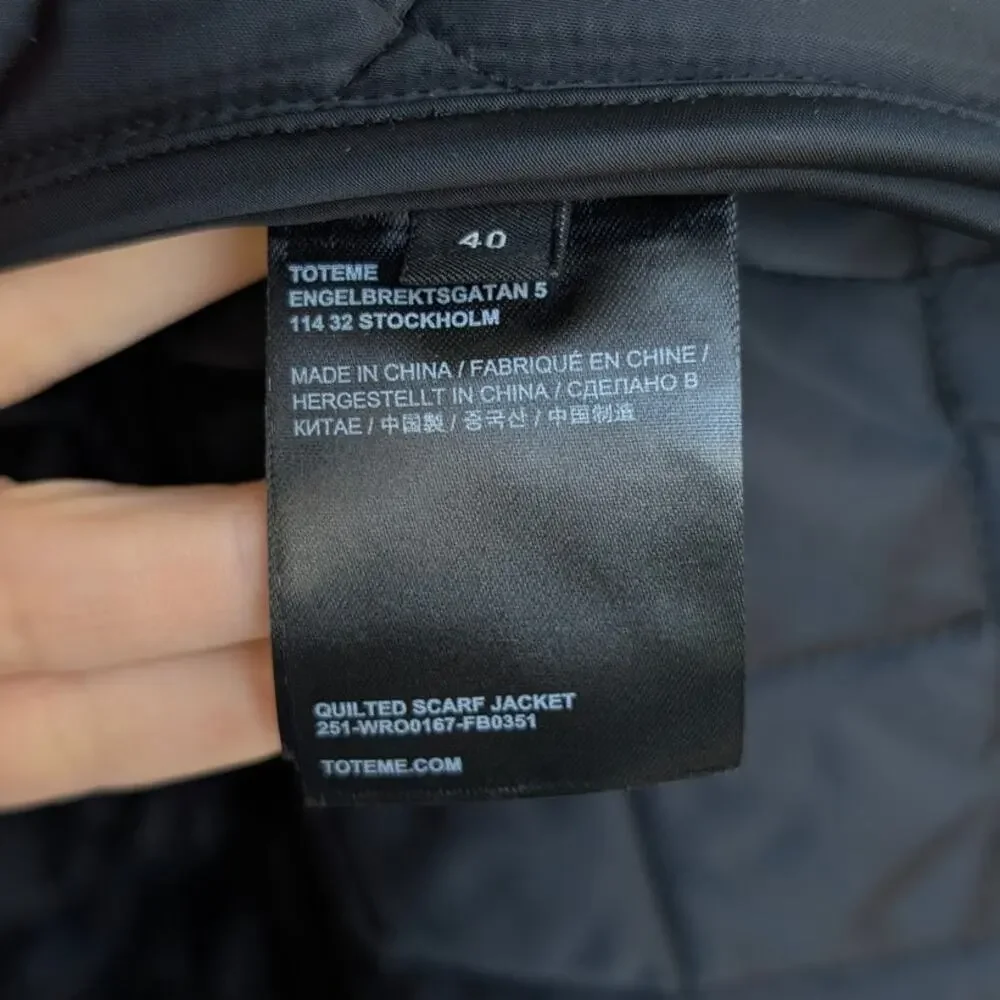 40
TOTEME
ENGELBREKTSGATAN 5
114 32 STOCKHOLM
MADE IN CHINA / FABRIQUÉ EN CHINE /
HERGESTELLT IN CHINA / СДЕЛАНО В
КИТАЕ / 中国製 / 중국산 / 中国制造
QUILTED SCARF JACKET
251-WRO0167-FB0351
TOTEME.COM